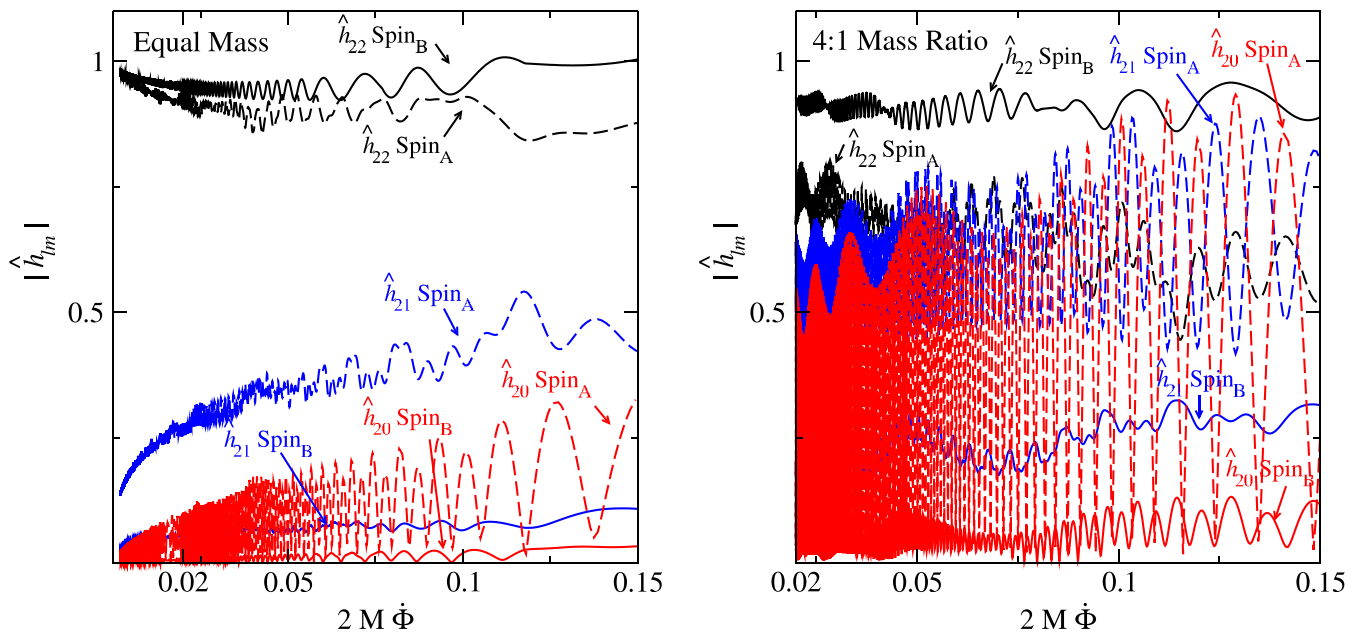 Equal Mass
ĥ22 SpinB
ĥ22 SpinA
ĥ21 SpinA
ĥ20 SpinA
ĥ20 SpinB
ĥ21 SpinB
1
0.5
|ĥlm|
0.02 0.05 0.1 0.15
2 M Φ̇
4:1 Mass Ratio
ĥ22 SpinB
ĥ21 SpinA
ĥ20 SpinA
ĥ22 SpinA
ĥ21 SpinB
ĥ20 SpinB
1
0.5
|ĥlm|
0.02 0.05 0.1 0.15
2 M Φ̇